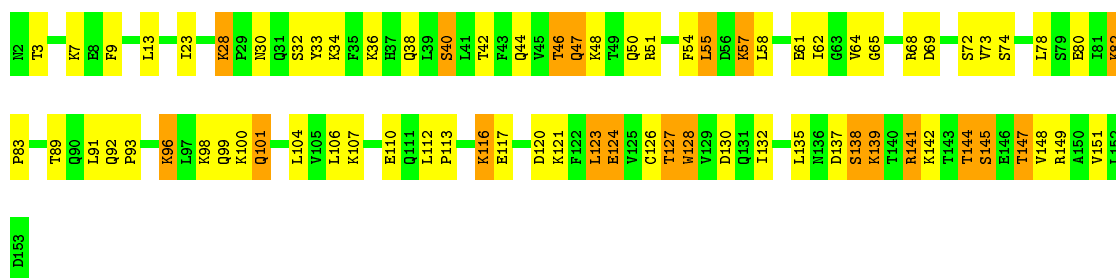 N2 T3 K7 E8 F9 L13 I23 K28 P29 N30 Q31 S32 Y33 K34 F35 K36 H37 Q38 L39 S40 L41 T42 F43 Q44 V45 T46 Q47 K48 T49 Q50 R51 F54 L55 D56 K57 L58 E61 I62 G63 V64 G65 R68 D69 S72 V73 S74 L78 S79 E80 I81 K82
P83 T89 Q90 L91 Q92 P93 K96 L97 K98 Q99 K100 Q101 L104 V105 L106 K107 E110 Q111 L112 P113 K116 E117 D120 K121 F122 L123 E124 V125 C126 T127 W128 V129 D130 Q131 I132 L135 N136 D137 S138 K139 T140 R141 K142 T143 T144 S145 E146 T147 V148 R149 A150 V151 L152
D153